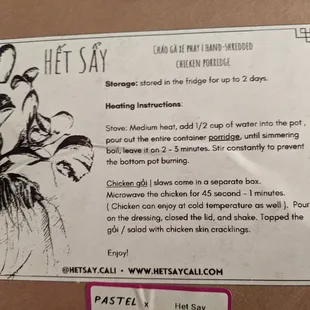 HẾT SẨY
CHÁO GÀ XÉ PHAY | HAND-SHREDDED
CHICKEN PORRIDGE
Storage: stored in the fridge for up to 2 days.
Heating Instructions:
Stove: Medium heat, add 1/2 cup of water into the pot ,
pour out the entire container porridge, until simmering
boil, leave it on 2 - 3 minutes. Stir constantly to prevent
the bottom pot burning.
Chicken gỏi | slaws come in a separate box.
Microwave the chicken for 45 second - 1 minutes.
( Chicken can enjoy at cold temperature as well ). Pour
on the dressing, closed the lid, and shake. Topped the
gỏi / salad with chicken skin cracklings.
Enjoy!
@HETSAY.CALI · WWW.HETSAYCALI.COM
PASTEL x Het Say